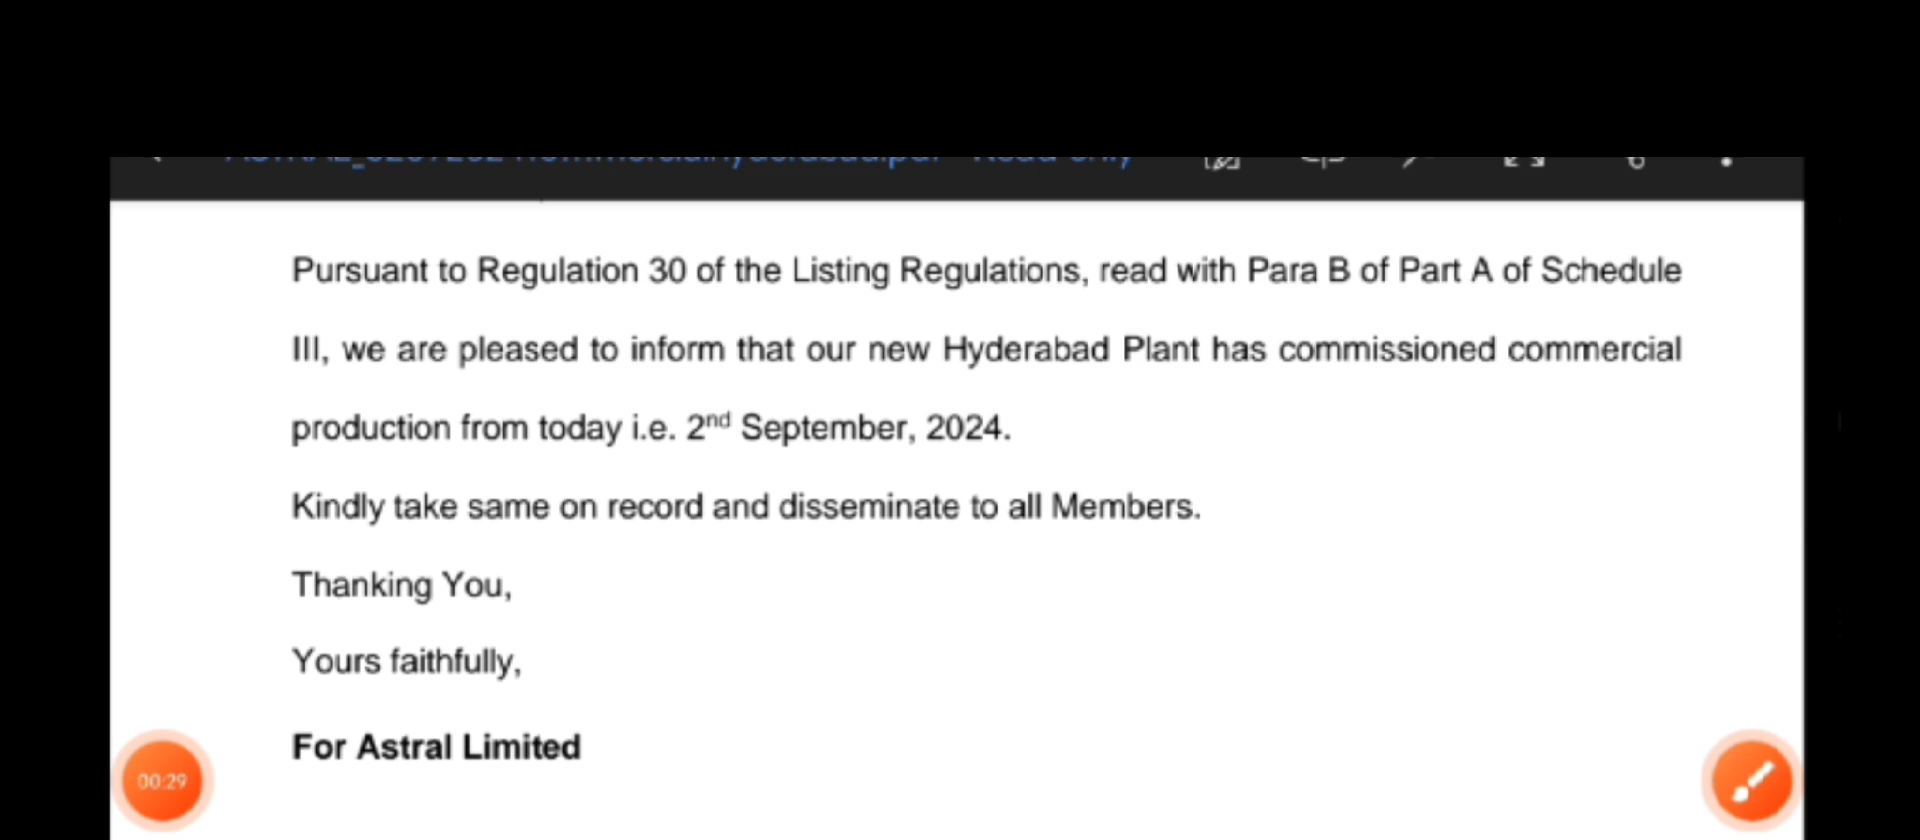 Pursuant to Regulation 30 of the Listing Regulations, read with Para B of Part A of Schedule
III, we are pleased to inform that our new Hyderabad Plant has commissioned commercial
production from today i.e. 2nd September, 2024.
Kindly take same on record and disseminate to all Members.
Thanking You,
Yours faithfully,
For Astral Limited
00:29